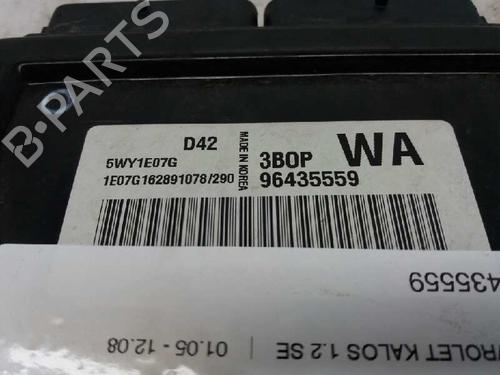 D42
5WY1E07G
1E07G162891078/290
MADE IN KOREA
3BOP WA
96435559
435559
VROLET KALOS 1.2 SE
01.05 - 12.08
B-PARTS